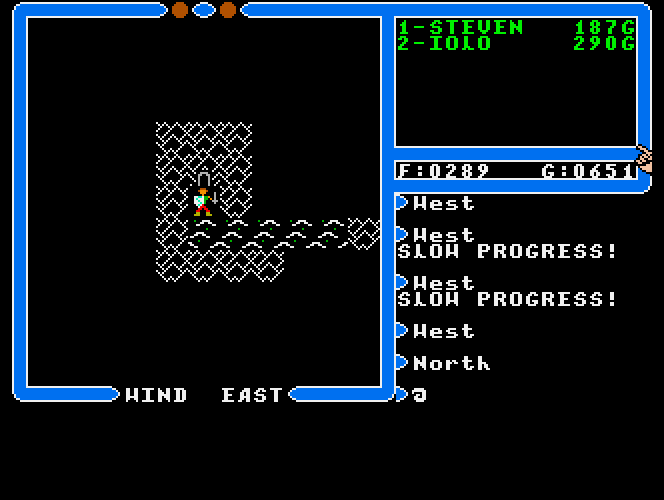 1-STEVEN 187G
2-IOLO 290G
F:0289 G:0651
West
West
SLOW PROGRESS!
West
SLOW PROGRESS!
West
North
WIND EAST